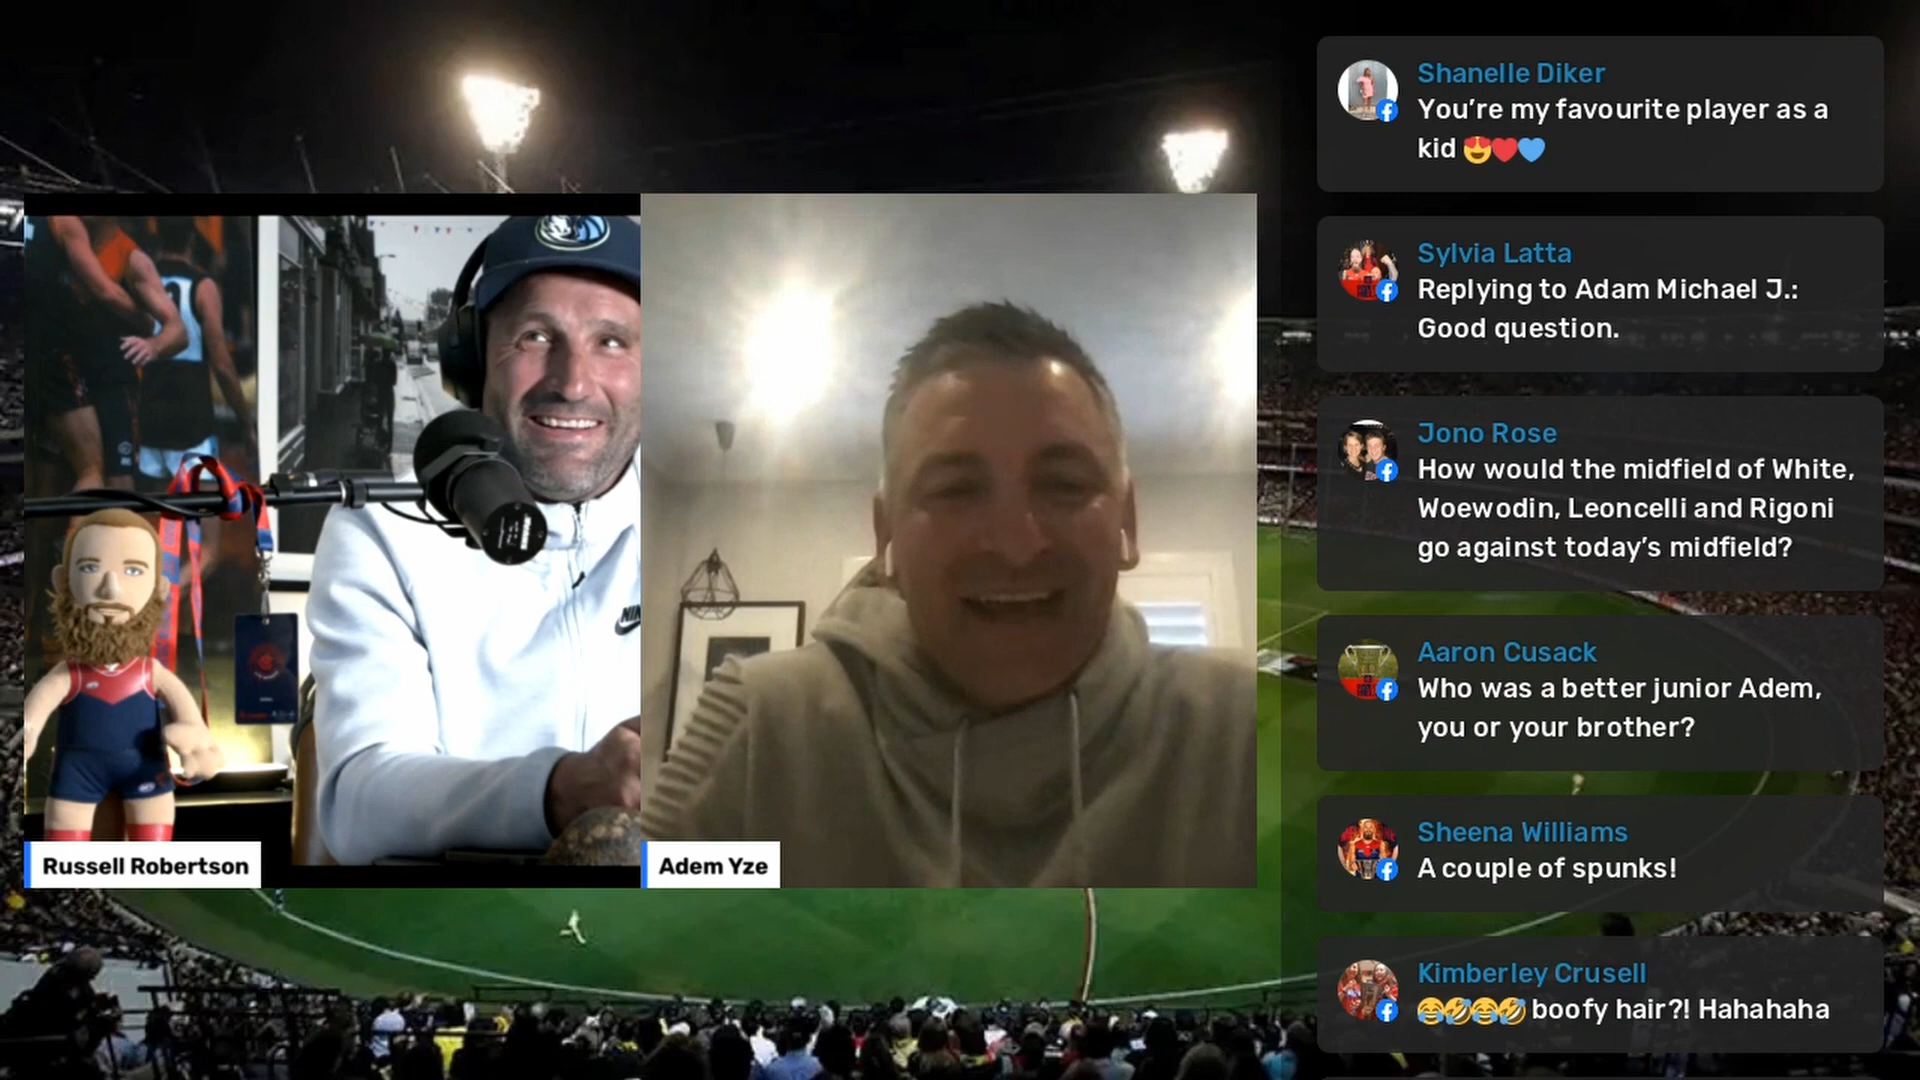 Shanelle Diker
You’re my favourite player as a
kid 😍❤️💙
Sylvia Latta
Replying to Adam Michael J.:
Good question.
Jono Rose
How would the midfield of White,
Woewodin, Leoncelli and Rigoni
go against today’s midfield?
Aaron Cusack
Who was a better junior Adem,
you or your brother?
Sheena Williams
A couple of spunks!
Kimberley Crusell
😂🤣😂🤣 boofy hair?! Hahahaha
NIKE
Russell Robertson
Adem Yze